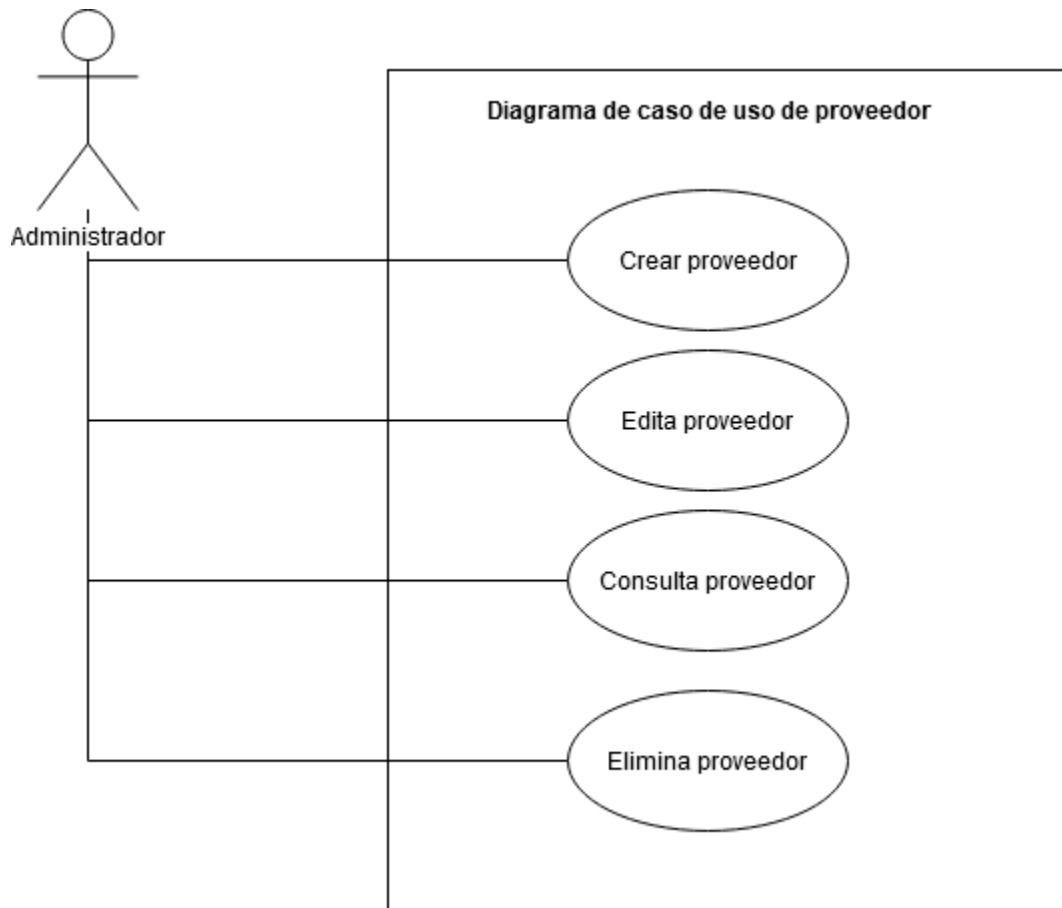 Diagrama de caso de uso de proveedor
Administrador
Crear proveedor
Edita proveedor
Consulta proveedor
Elimina proveedor